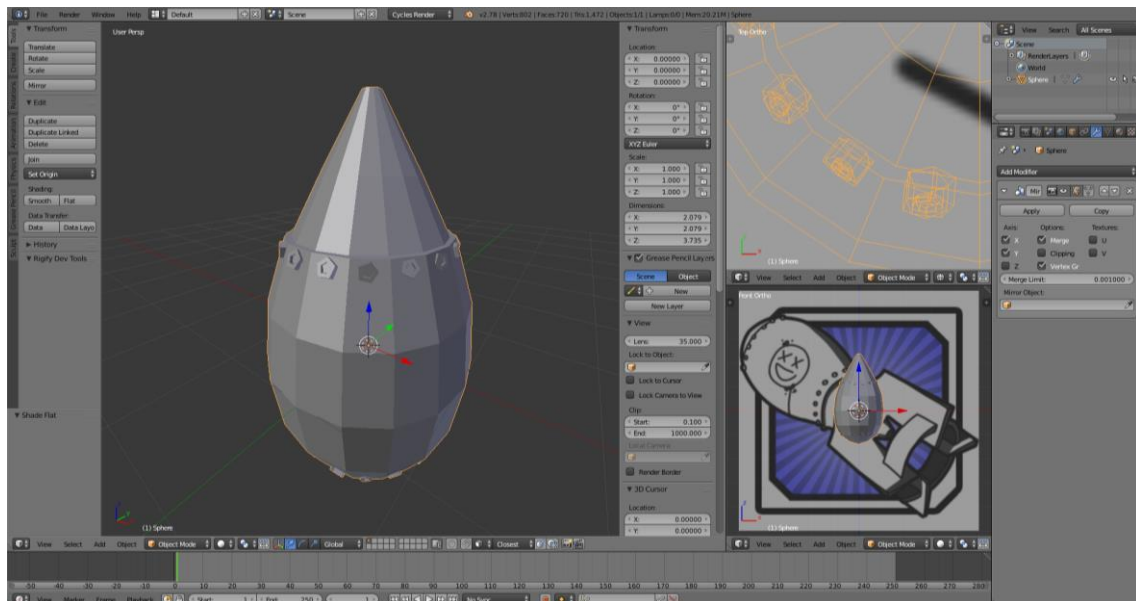 File Render Window Help Default Scene Cycles Render v2.78 | Verts:802 | Faces:720 | Tris:1,472 | Objects:1/1 | Lamps:0/0 | Mem:20.21M | Sphere
Transform
Translate
Rotate
Scale
Mirror
Edit
Duplicate
Duplicate Linked
Delete
Join
Set Origin
Shading:
Smooth Flat
Data Transfer:
Data Data Layo
History
Rigify Dev Tools
Shade Flat
Tools
Create
Relations
Animation
Physics
Grease Pencil
User Persp
(1) Sphere
Transform
Location:
X: 0.00000
Y: 0.00000
Z: 0.00000
Rotation:
X: 0°
Y: 0°
Z: 0°
XYZ Euler
Scale:
X: 1.000
Y: 1.000
Z: 1.000
Dimensions:
X: 2.079
Y: 2.079
Z: 3.735
Grease Pencil Layers
Scene Object
New
New Layer
View
Lens: 35.000
Lock to Object:
Lock to Cursor
Lock Camera to View
Clip:
Start: 0.100
End: 1000.000
Local Camera:
Render Border
3D Cursor
Location:
X: 0.00000
Y: 0.00000
Top Ortho
(1) Sphere
View Select Add Object Object Mode
Front Ortho
(1) Sphere
View Select Add Object Object Mode
View Search All Scenes
Scene
RenderLayers
World
Sphere
Sphere
Add Modifier
Mir
Apply Copy
Axis: Options: Textures:
X Merge U
Y Clipping V
Z Vertex Gr
Merge Limit: 0.001000
Mirror Object:
View Select Add Object Object Mode Global Closest
-50 -40 -30 -20 -10 0 10 20 30 40 50 60 70 80 90 100 110 120 130 140 150 160 170 180 190 200 210 220 230 240 250 260 270 280
View Marker Frame Playback Start: 1 End: 250 1 No Sync